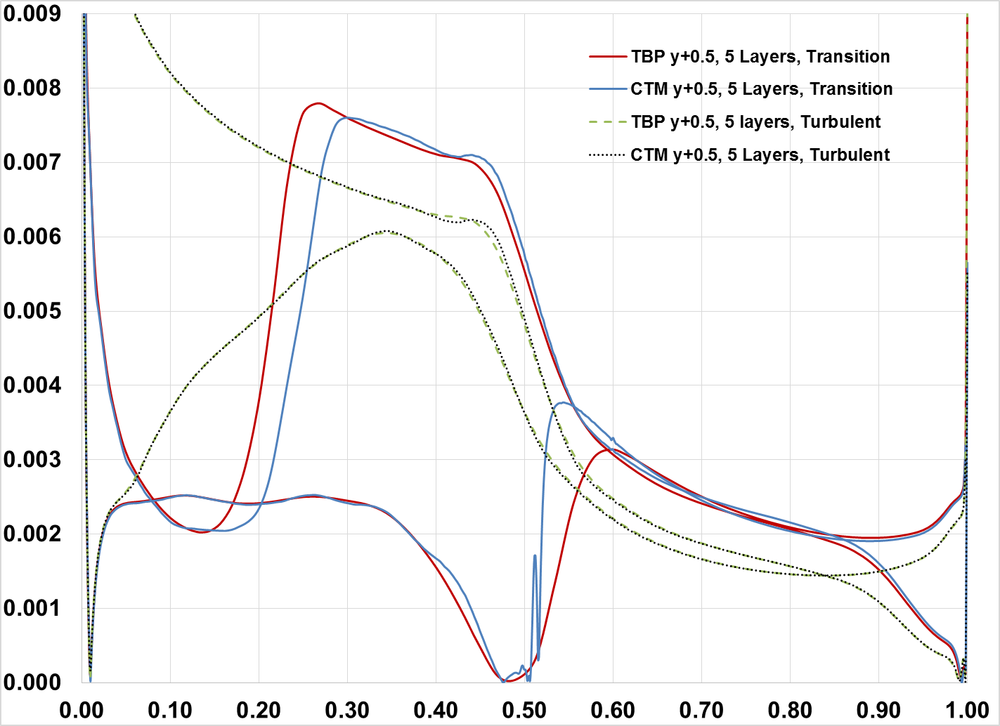 0.009
TBP y+0.5, 5 Layers, Transition
0.008
CTM y+0.5, 5 Layers, Transition
TBP y+0.5, 5 layers, Turbulent
CTM y+0.5, 5 Layers, Turbulent
0.007
0.006
0.005
0.004
0.003
0.002
0.001
0.000
0.00 0.10 0.20 0.30 0.40 0.50 0.60 0.70 0.80 0.90 1.00